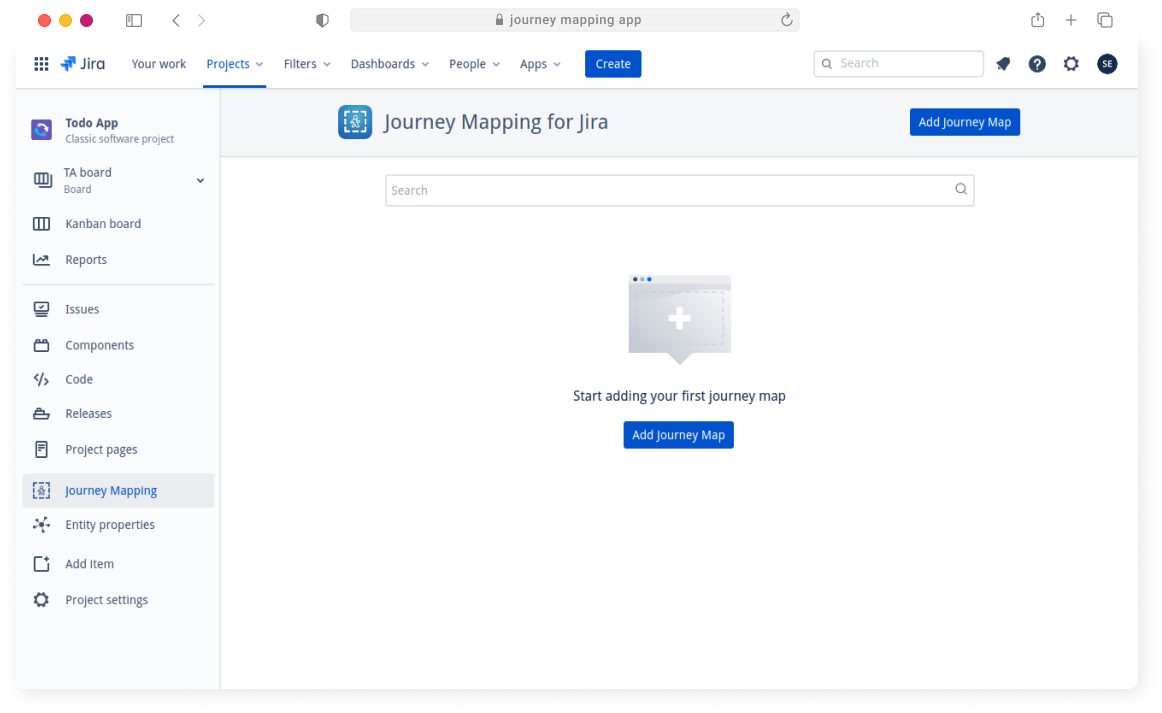 journey mapping app
Jira Your work Projects Filters Dashboards People Apps Create Search SE
Todo App
Classic software project
TA board
Board
Kanban board
Reports
Issues
Components
Code
Releases
Project pages
Journey Mapping
Entity properties
Add item
Project settings
Journey Mapping for Jira
Add Journey Map
Search
Start adding your first journey map
Add Journey Map